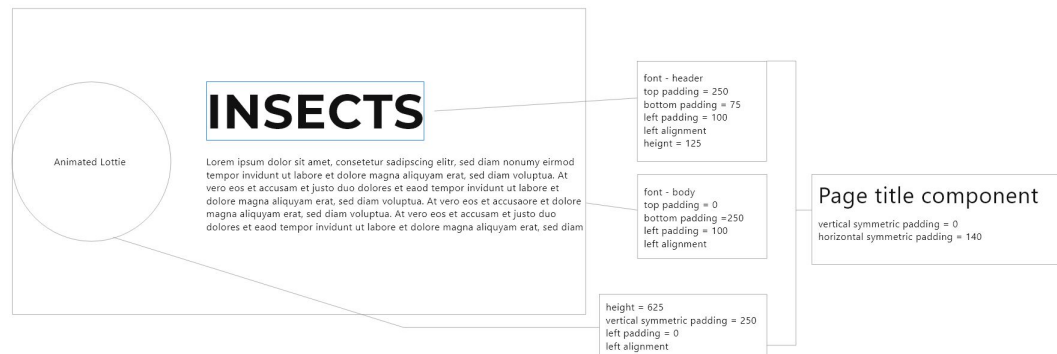 Animated Lottie
INSECTS
Lorem ipsum dolor sit amet, consetetur sadipscing elitr, sed diam nonumy eirmod
tempor invidunt ut labore et dolore magna aliquyam erat, sed diam voluptua. At
vero eos et accusam et justo duo dolores et eaod tempor invidunt ut labore et
dolore magna aliquyam erat, sed diam voluptua. At vero eos et accusaore et dolore
magna aliquyam erat, sed diam voluptua. At vero eos et accusam et justo duo
dolores et eaod tempor invidunt ut labore et dolore magna aliquyam erat, sed diam
font - header
top padding = 250
bottom padding = 75
left padding = 100
left alignment
heignt = 125
font - body
top padding = 0
bottom padding =250
left padding = 100
left alignment
height = 625
vertical symmetric padding = 250
left padding = 0
left alignment
Page title component
vertical symmetric padding = 0
horizontal symmetric padding = 140